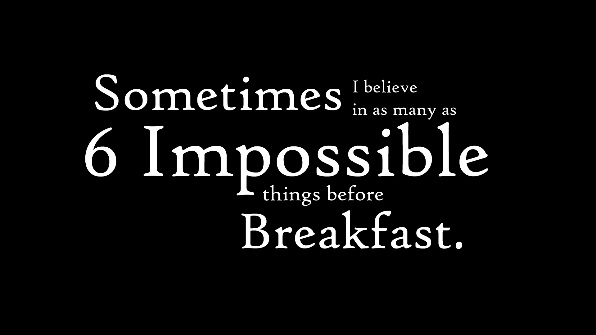 Sometimes I believe
in as many as
6 Impossible
things before
Breakfast.